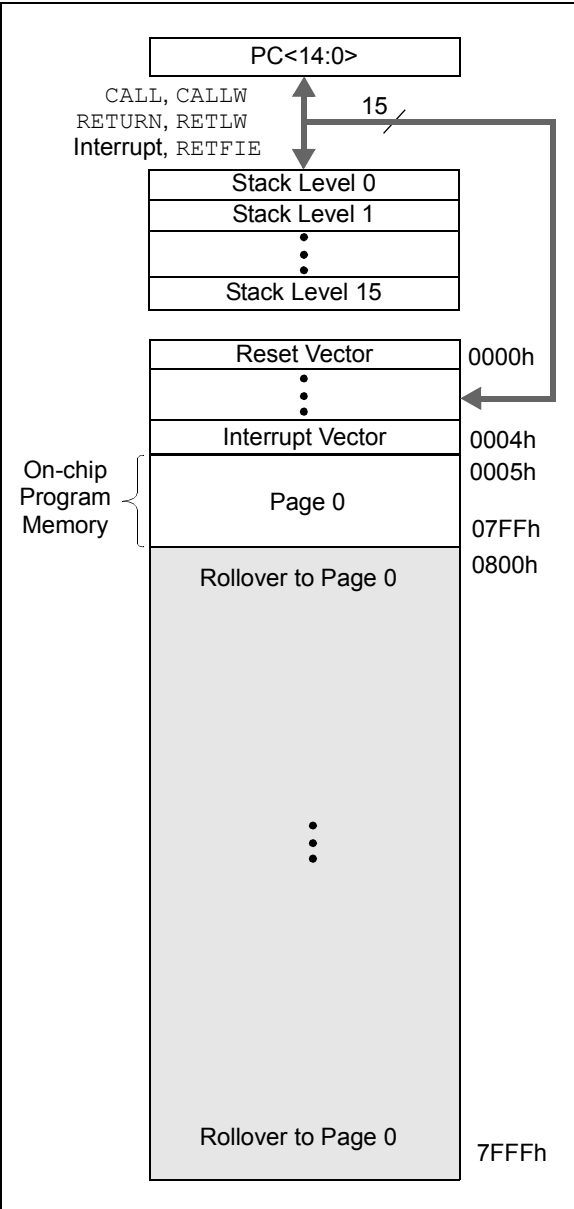 PC<14:0>
CALL, CALLW
15
RETURN, RETLW
Interrupt, RETFIE
Stack Level 0
Stack Level 1
Stack Level 15
Reset Vector
0000h
Interrupt Vector
0004h
On-chip
Program
Memory
0005h
Page 0
07FFh
Rollover to Page 0
0800h
Rollover to Page 0
7FFFh